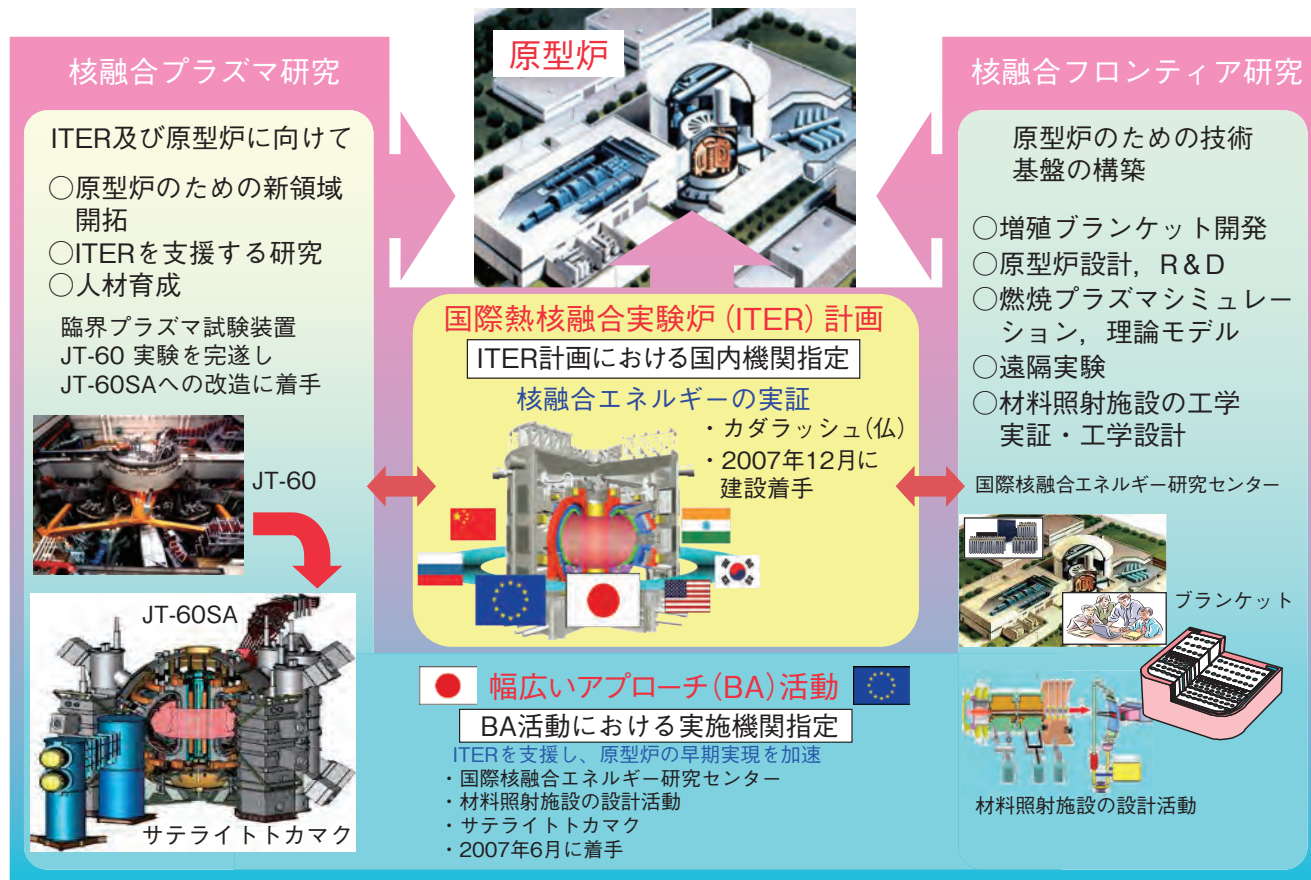 原型炉
核融合プラズマ研究
ITER及び原型炉に向けて
○原型炉のための新領域
開拓
○ITERを支援する研究
○人材育成
臨界プラズマ試験装置
JT-60 実験を完遂し
JT-60SAへの改造に着手
JT-60
JT-60SA
サテライトトカマク
国際熱核融合実験炉(ITER)計画
ITER計画における国内機関指定
核融合エネルギーの実証
・カダラッシュ(仏)
・2007年12月に
建設着手
幅広いアプローチ(BA)活動
BA活動における実施機関指定
ITERを支援し、原型炉の早期実現を加速
・国際核融合エネルギー研究センター
・材料照射施設の設計活動
・サテライトトカマク
・2007年6月に着手
核融合フロンティア研究
原型炉のための技術
基盤の構築
○増殖ブランケット開発
○原型炉設計，R&D
○燃焼プラズマシミュレー
ション，理論モデル
○遠隔実験
○材料照射施設の工学
実証・工学設計
国際核融合エネルギー研究センター
ブランケット
材料照射施設の設計活動